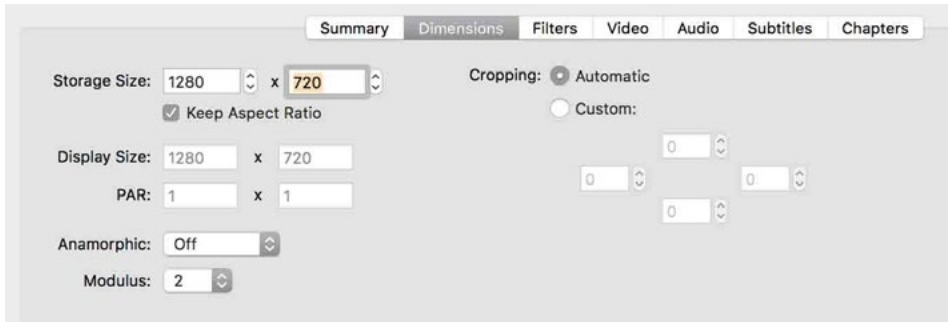 Summary Dimensions Filters Video Audio Subtitles Chapters
Storage Size: 1280 x 720
Keep Aspect Ratio
Display Size: 1280 x 720
PAR: 1 x 1
Anamorphic: Off
Modulus: 2
Cropping: Automatic
Custom:
0
0 0
0